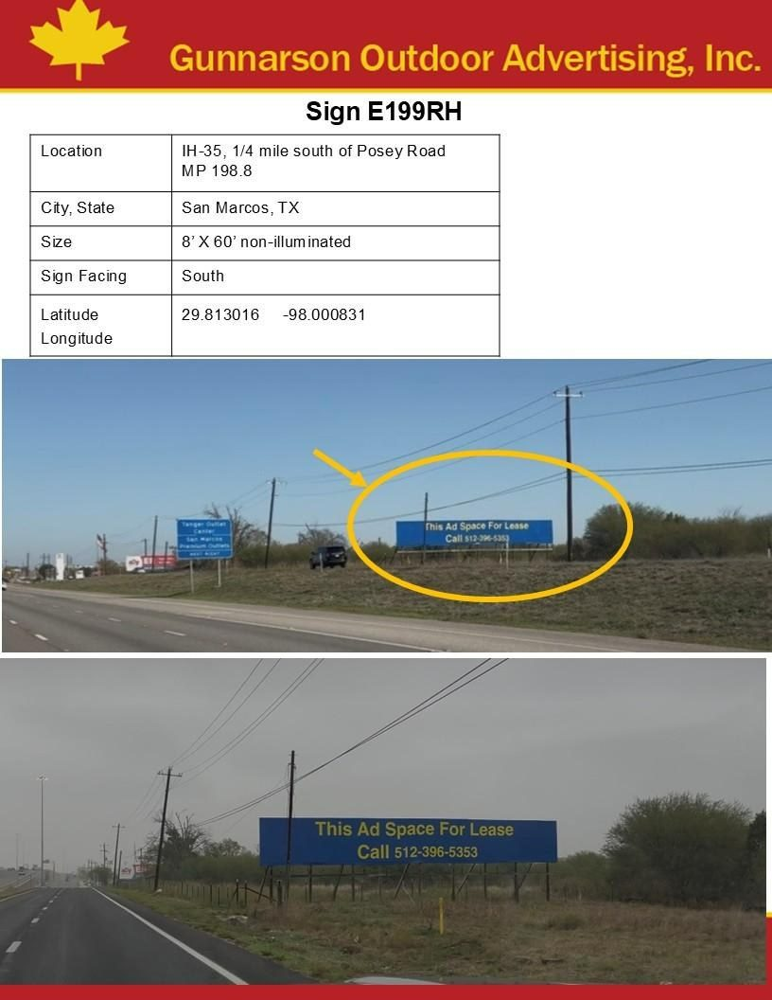 Gunnarson Outdoor Advertising, Inc.
Sign E199RH
Location
IH-35, 1/4 mile south of Posey Road
MP 198.8
City, State
San Marcos, TX
Size
8’ X 60’ non-illuminated
Sign Facing
South
Latitude
Longitude
29.813016 -98.000831
Tanger Outlet
Center
San Marcos
Premium Outlets
NEXT RIGHT
This Ad Space For Lease
Call 512-396-5353
This Ad Space For Lease
Call 512-396-5353